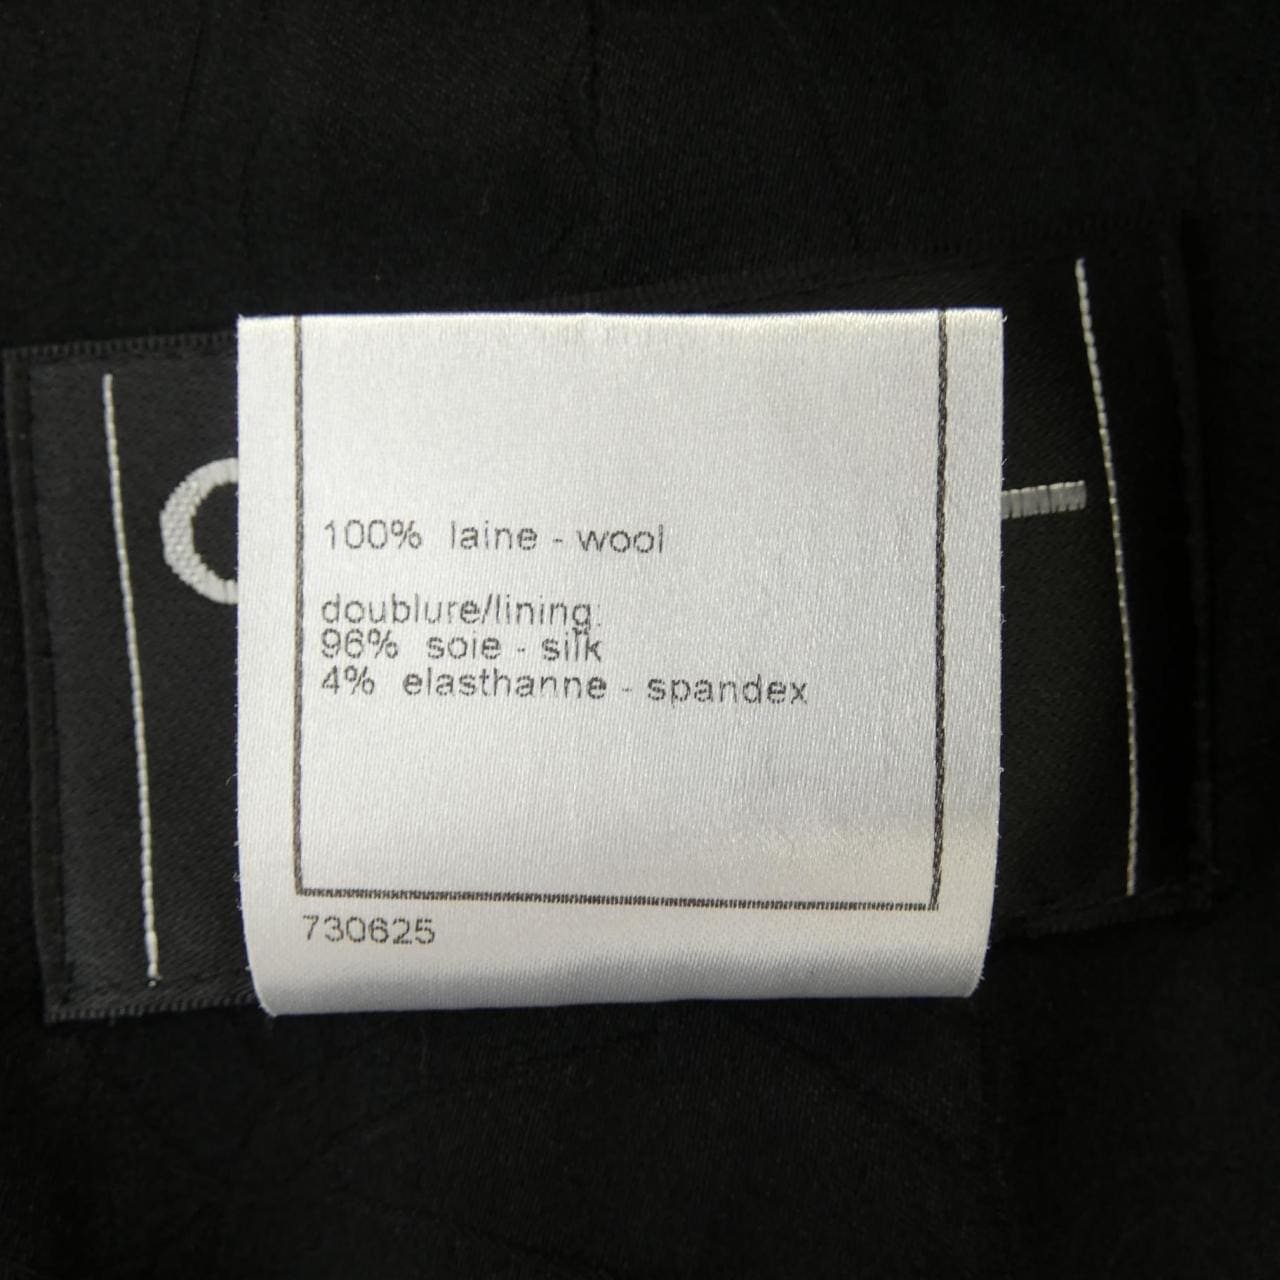 100% laine - wool
doublure/lining:
96% soie - silk
4% elasthanne - spandex
730625